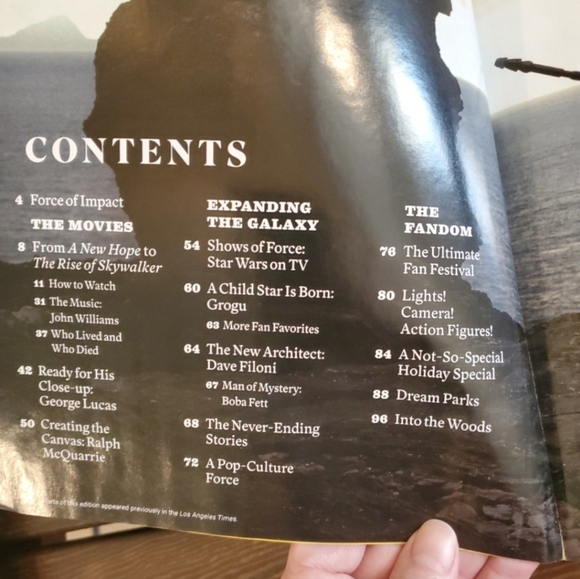 CONTENTS
4 Force of Impact
THE MOVIES
8 From A New Hope to
The Rise of Skywalker
11 How to Watch
31 The Music:
John Williams
37 Who Lived and
Who Died
42 Ready for His
Close-up:
George Lucas
50 Creating the
Canvas: Ralph
McQuarrie
EXPANDING
THE GALAXY
54 Shows of Force:
Star Wars on TV
60 A Child Star Is Born:
Grogu
63 More Fan Favorites
64 The New Architect:
Dave Filoni
67 Man of Mystery:
Boba Fett
68 The Never-Ending
Stories
72 A Pop-Culture
Force
THE
FANDOM
76 The Ultimate
Fan Festival
80 Lights!
Camera!
Action Figures!
84 A Not-So-Special
Holiday Special
88 Dream Parks
96 Into the Woods
of this edition appeared previously in the Los Angeles Times.